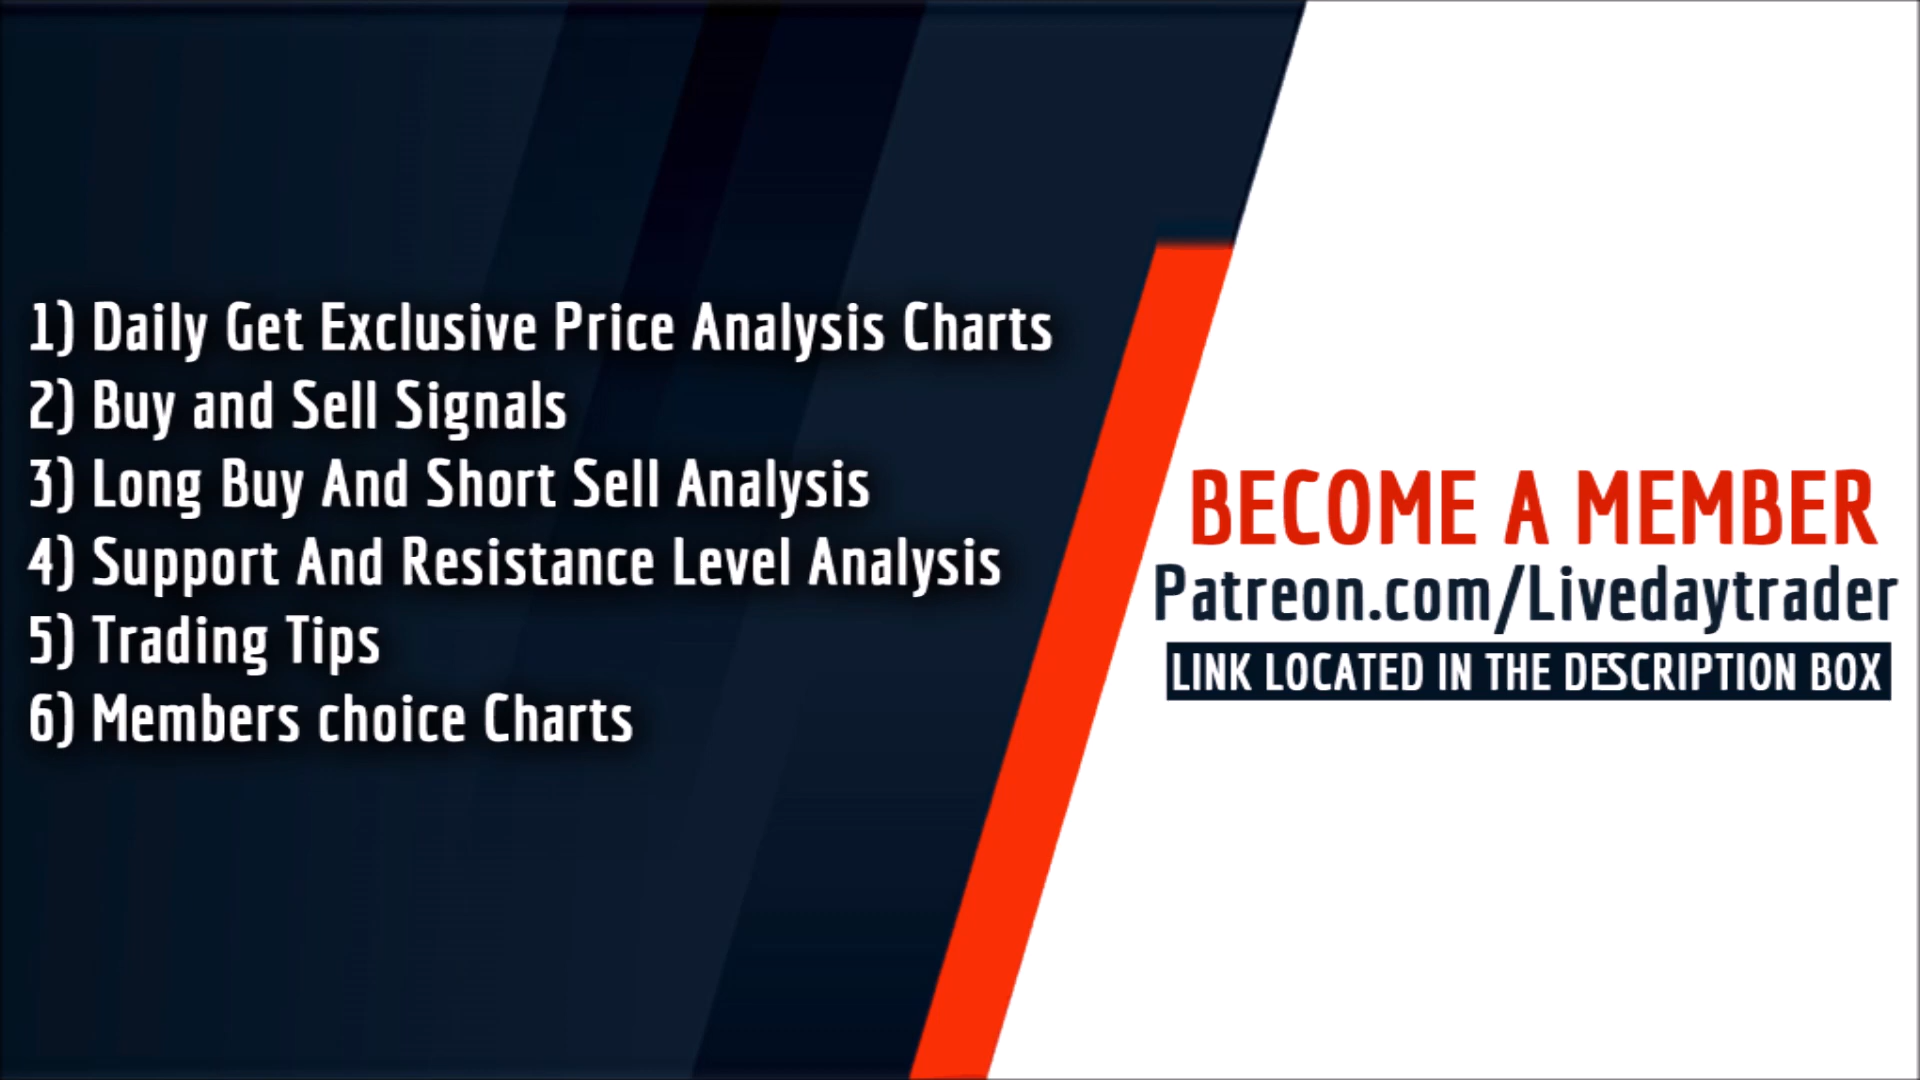 1) Daily Get Exclusive Price Analysis Charts
2) Buy and Sell Signals
3) Long Buy And Short Sell Analysis
4) Support And Resistance Level Analysis
5) Trading Tips
6) Members choice Charts
BECOME A MEMBER
Patreon.com/Livedaytrader
LINK LOCATED IN THE DESCRIPTION BOX